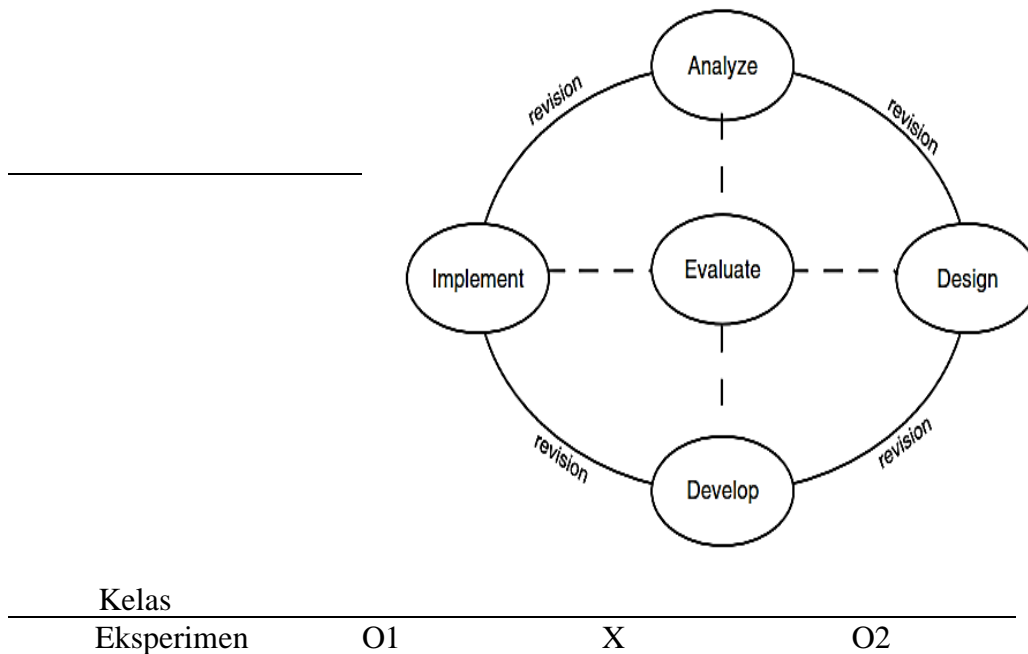 Analyze
revision
revision
Implement
Evaluate
Design
revision
revision
Develop
Kelas
Eksperimen O1 X O2